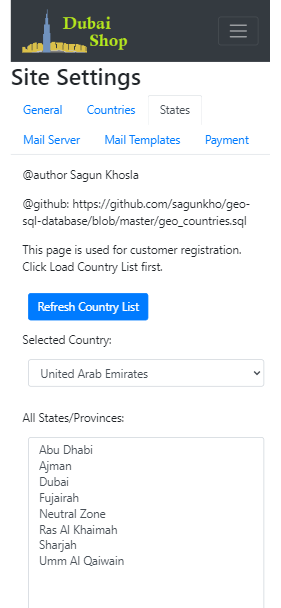 Dubai
Shop
Site Settings
General Countries States
Mail Server Mail Templates Payment
@author Sagun Khosla
@github: https://github.com/sagunkho/geo-
sql-database/blob/master/geo_countries.sql
This page is used for customer registration.
Click Load Country List first.
Refresh Country List
Selected Country:
United Arab Emirates
All States/Provinces:
Abu Dhabi
Ajman
Dubai
Fujairah
Neutral Zone
Ras Al Khaimah
Sharjah
Umm Al Qaiwain